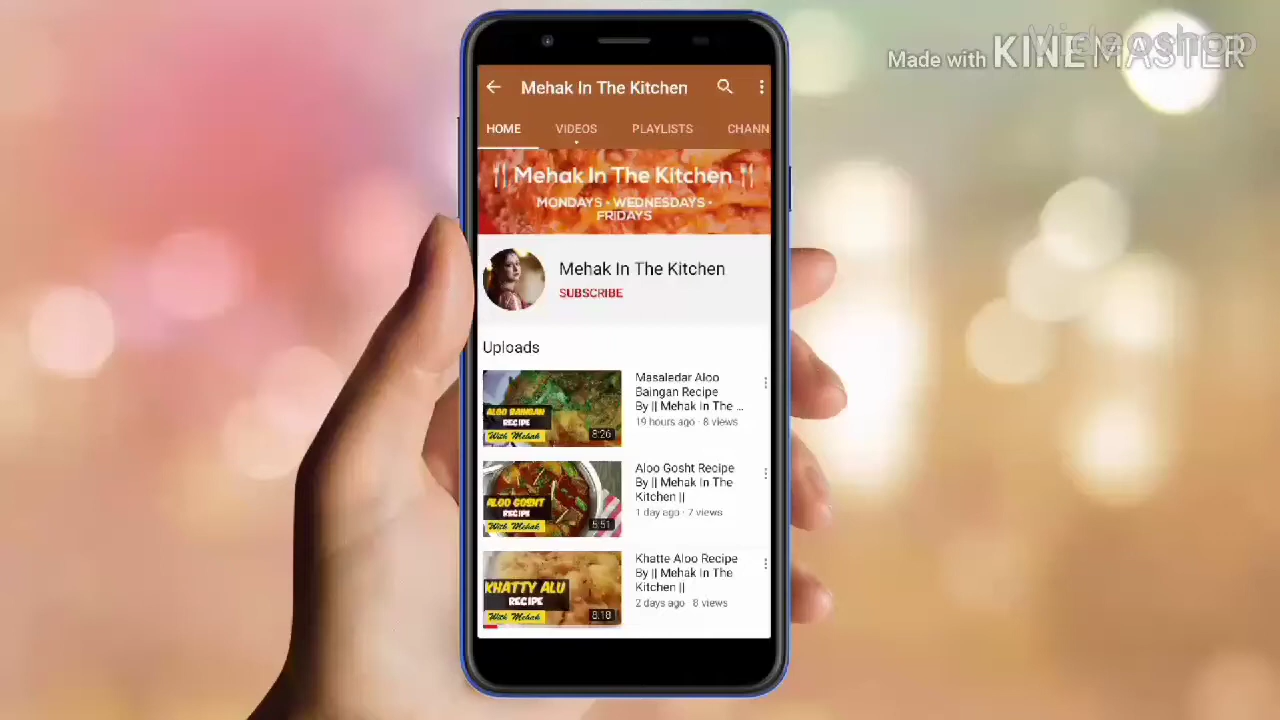 Made with KINEMASTER
Videoshop
Mehak In The Kitchen
HOME VIDEOS PLAYLISTS CHANN
Mehak In The Kitchen
MONDAYS • WEDNESDAYS •
FRIDAYS
Mehak In The Kitchen
SUBSCRIBE
Uploads
ALOO BAINGAN
RECIPE
With Mehak
8:26
Masaledar Aloo
Baingan Recipe
By || Mehak In The ...
19 hours ago · 8 views
ALOO GOSHT
RECIPE
With Mehak
5:51
Aloo Gosht Recipe
By || Mehak In The
Kitchen ||
1 day ago · 7 views
KHATTY ALU
RECIPE
With Mehak
8:18
Khatte Aloo Recipe
By || Mehak In The
Kitchen ||
2 days ago · 8 views